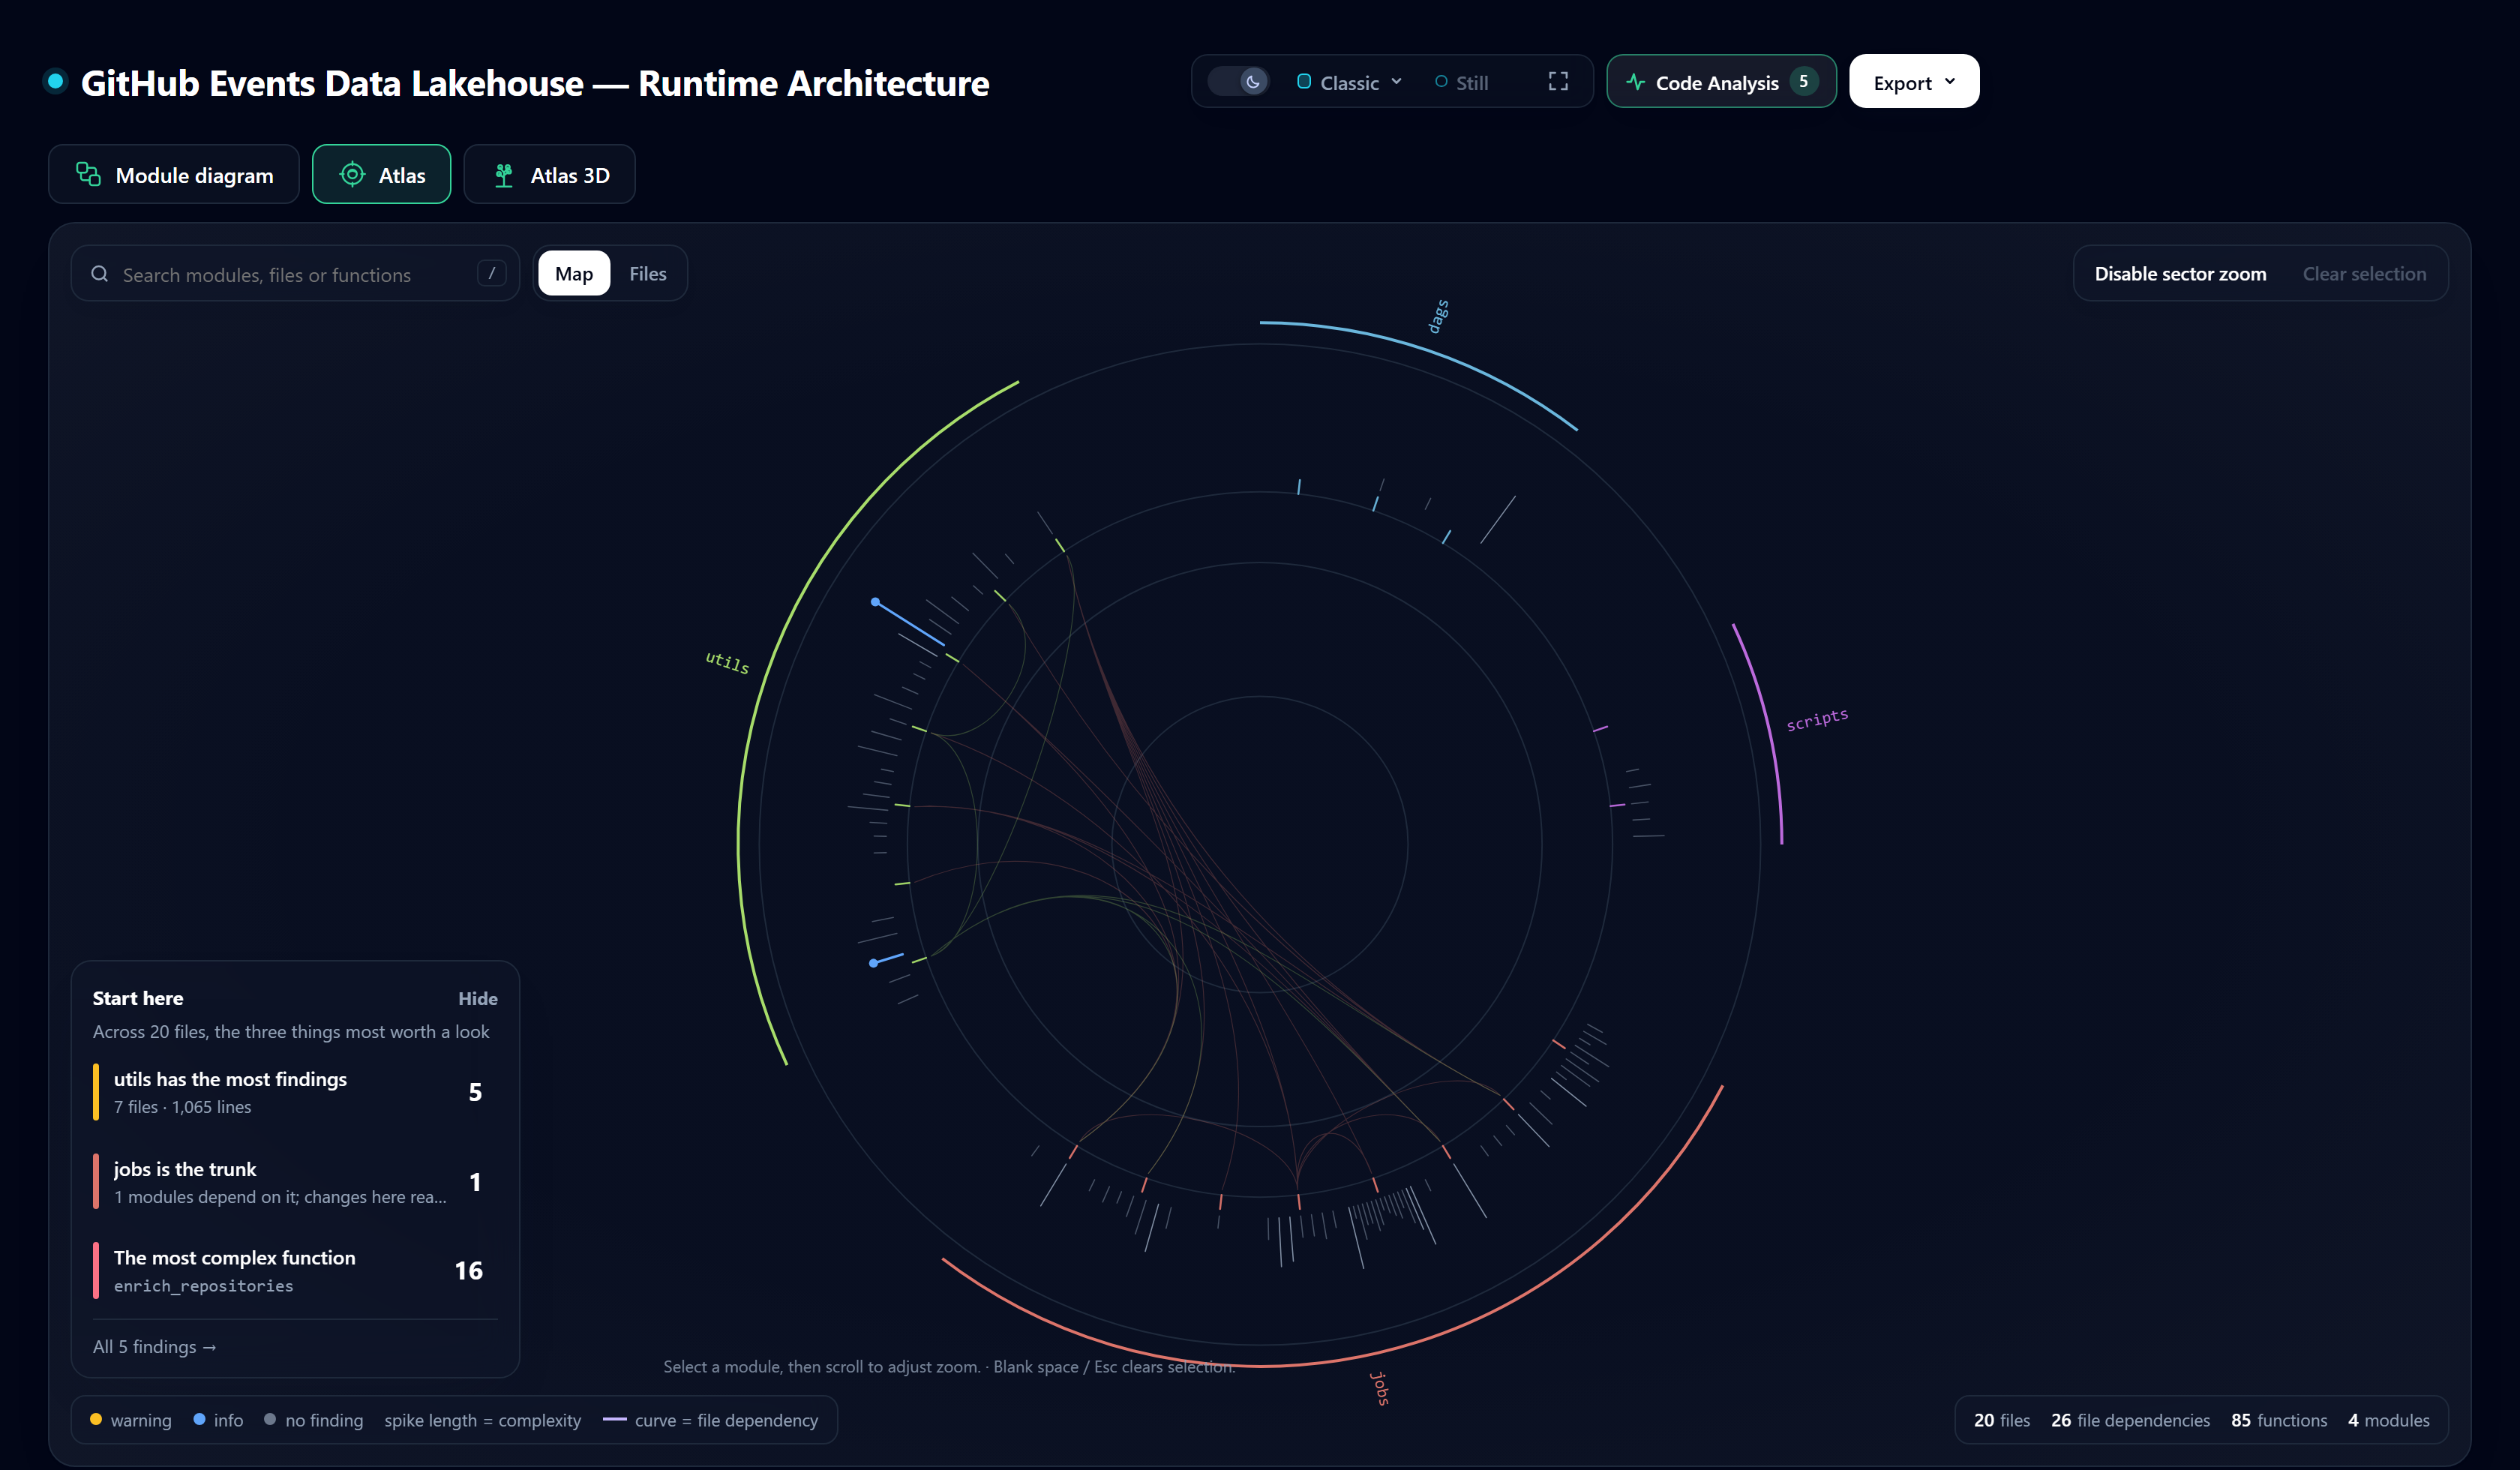 GitHub Events Data Lakehouse — Runtime Architecture
Classic
Still
Code Analysis 5
Export
Module diagram
Atlas
Atlas 3D
Search modules, files or functions /
Map
Files
Disable sector zoom
Clear selection
dags
utils
scripts
jobs
Start here
Hide
Across 20 files, the three things most worth a look
utils has the most findings
7 files · 1,065 lines
5
jobs is the trunk
1 modules depend on it; changes here rea...
1
The most complex function
enrich_repositories
16
All 5 findings →
Select a module, then scroll to adjust zoom. · Blank space / Esc clears selection.
warning
info
no finding
spike length = complexity
curve = file dependency
20 files
26 file dependencies
85 functions
4 modules